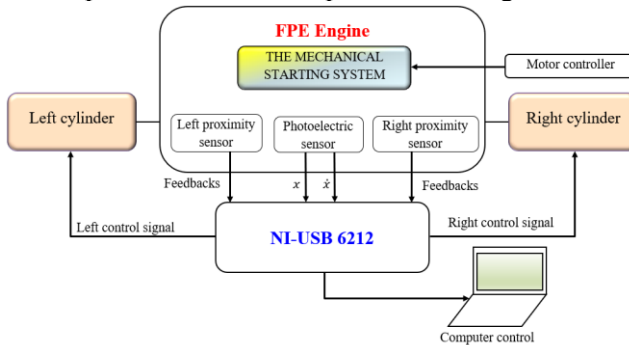 FPE Engine
THE MECHANICAL
STARTING SYSTEM
Motor controller
Left cylinder
Right cylinder
Left proximity
sensor
Photoelectric
sensor
Right proximity
sensor
Feedbacks
x
ẋ
Feedbacks
Left control signal
NI-USB 6212
Right control signal
Computer control